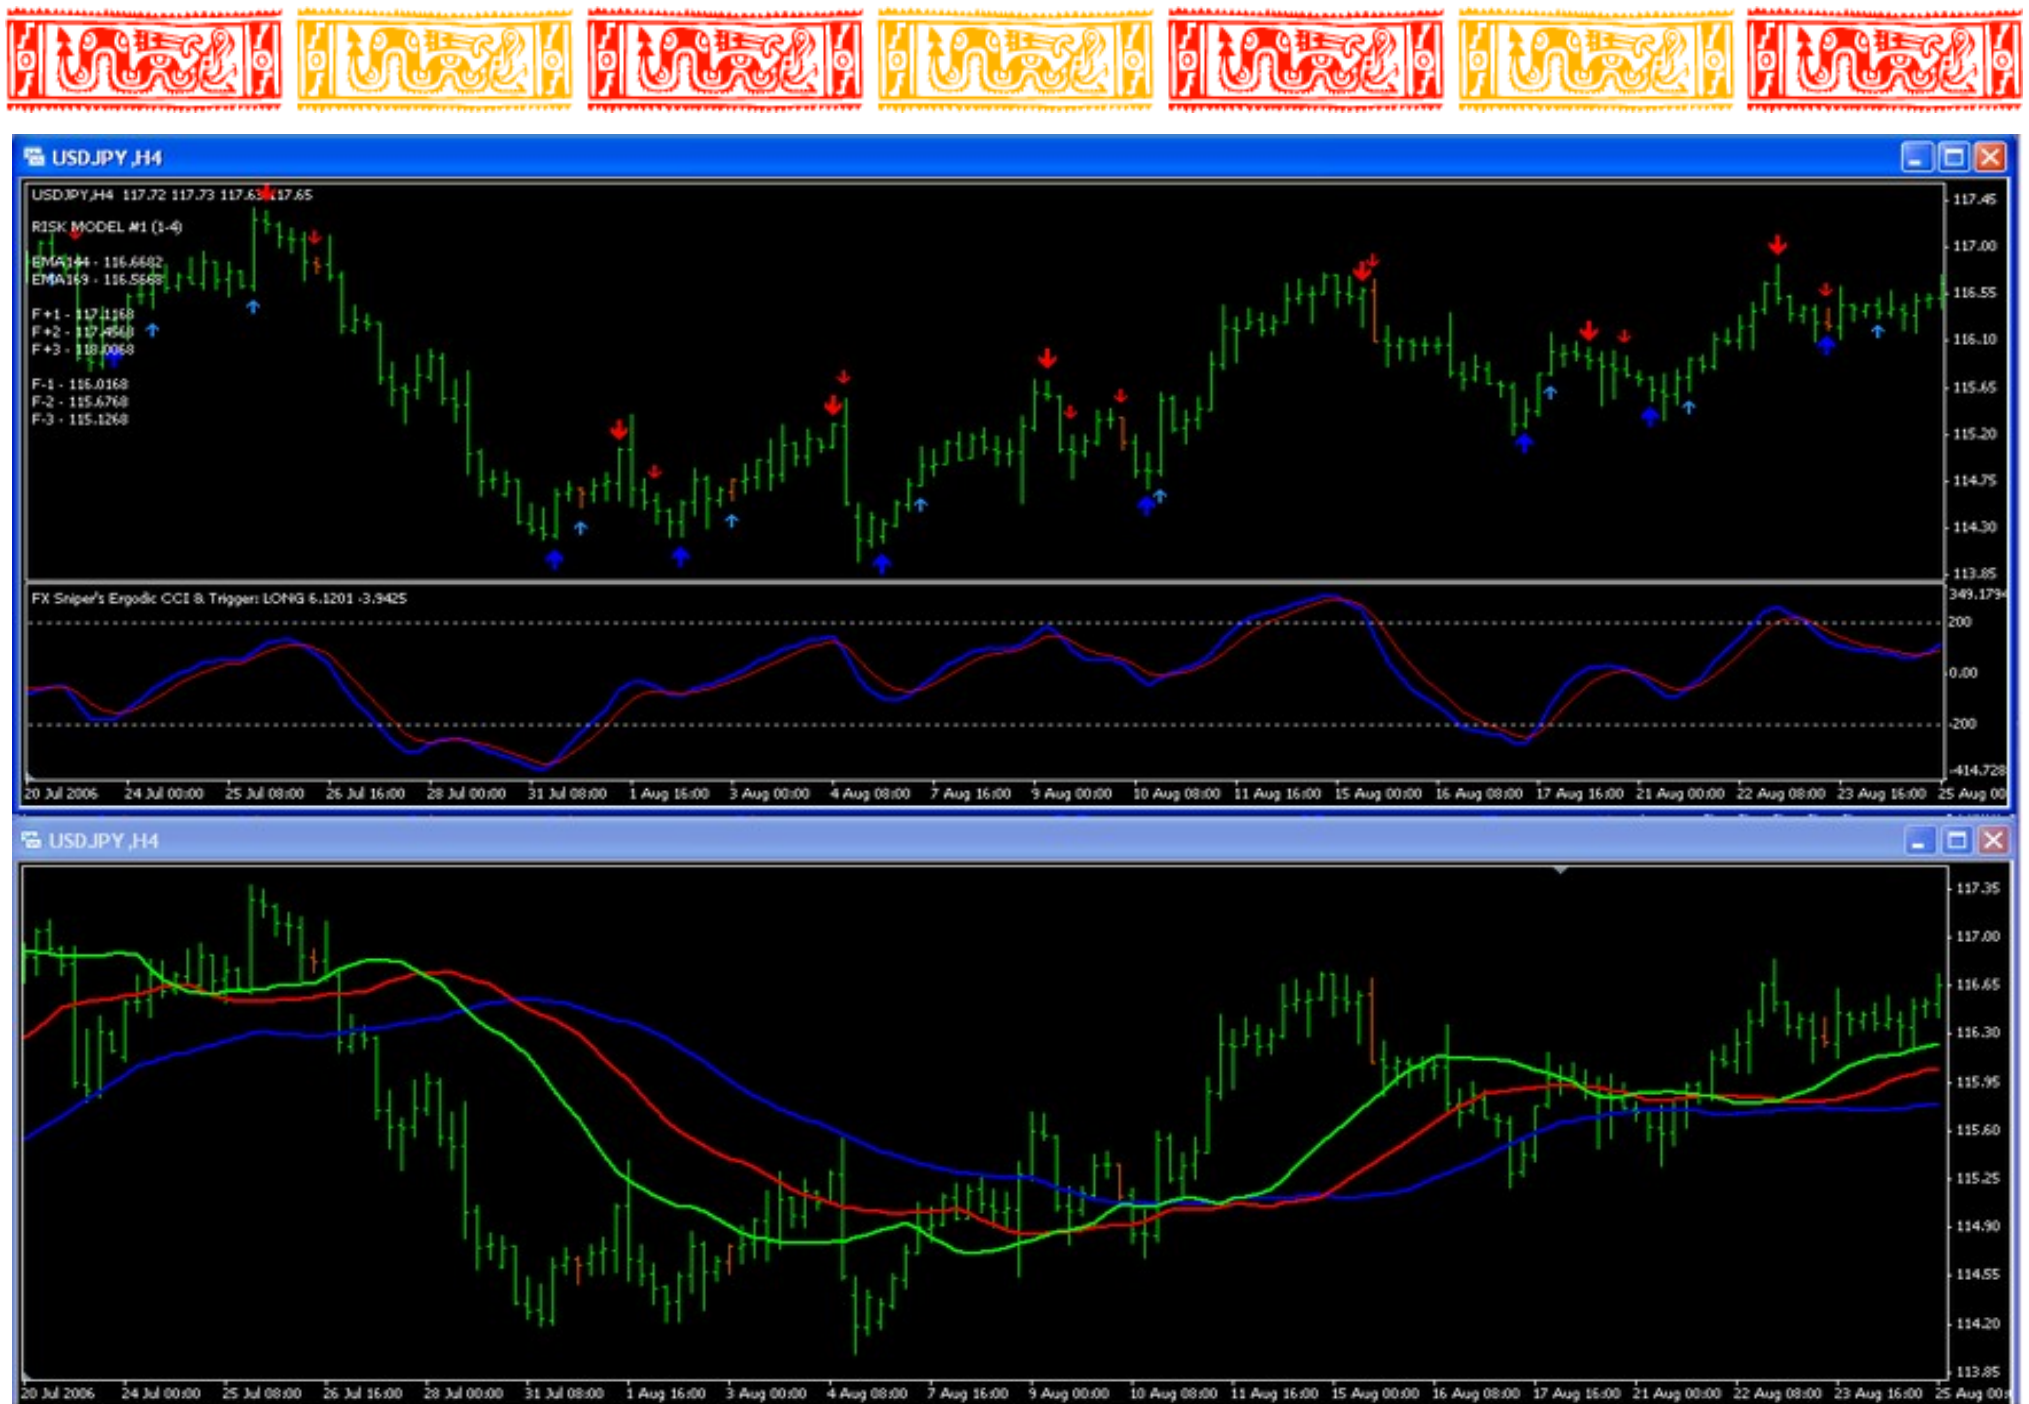 USDJPY,H4
USDJPY,H4 117.72 117.73 117.63 117.65
RISK MODEL #1 (1-4)
EMA144 - 116.6682
EMA169 - 116.5668
F+1 - 117.1168
F+2 - 117.4568
F+3 - 118.0068
F-1 - 116.0168
F-2 - 115.6768
F-3 - 115.1268
117.45
117.00
116.55
116.10
115.65
115.20
114.75
114.30
113.85
FX Sniper's Ergodic CCI & Trigger: LONG 6.1201 -3.9425
349.1794
200
0.00
-200
-414.728
20 Jul 2006 24 Jul 00:00 25 Jul 08:00 26 Jul 16:00 28 Jul 00:00 31 Jul 08:00 1 Aug 16:00 3 Aug 00:00 4 Aug 08:00 7 Aug 16:00 9 Aug 00:00 10 Aug 08:00 11 Aug 16:00 15 Aug 00:00 16 Aug 08:00 17 Aug 16:00 21 Aug 00:00 22 Aug 08:00 23 Aug 16:00 25 Aug 00
USDJPY,H4
117.35
117.00
116.65
116.30
115.95
115.60
115.25
114.90
114.55
114.20
113.85
20 Jul 2006 24 Jul 00:00 25 Jul 08:00 26 Jul 16:00 28 Jul 00:00 31 Jul 08:00 1 Aug 16:00 3 Aug 00:00 4 Aug 08:00 7 Aug 16:00 9 Aug 00:00 10 Aug 08:00 11 Aug 16:00 15 Aug 00:00 16 Aug 08:00 17 Aug 16:00 21 Aug 00:00 22 Aug 08:00 23 Aug 16:00 25 Aug 00: